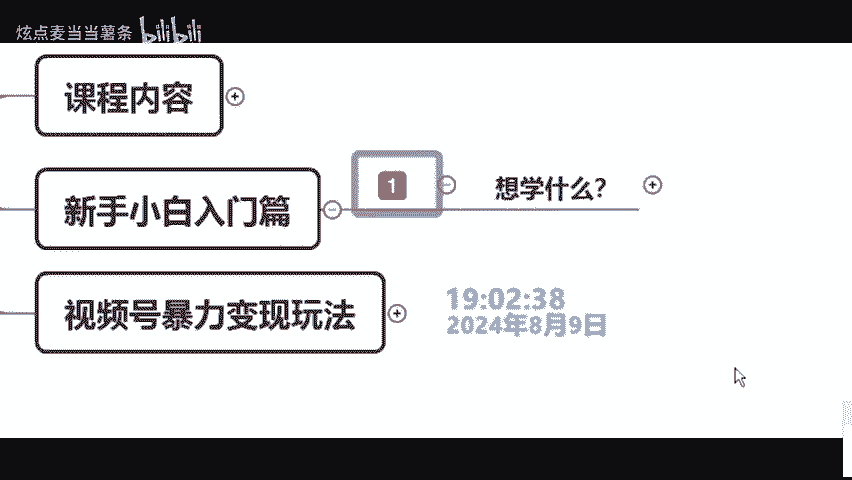 炫点麦当当薯条 bilibili
课程内容
新手小白入门篇
1
想学什么？
视频号暴力变现玩法
19:02:38
2024年8月9日